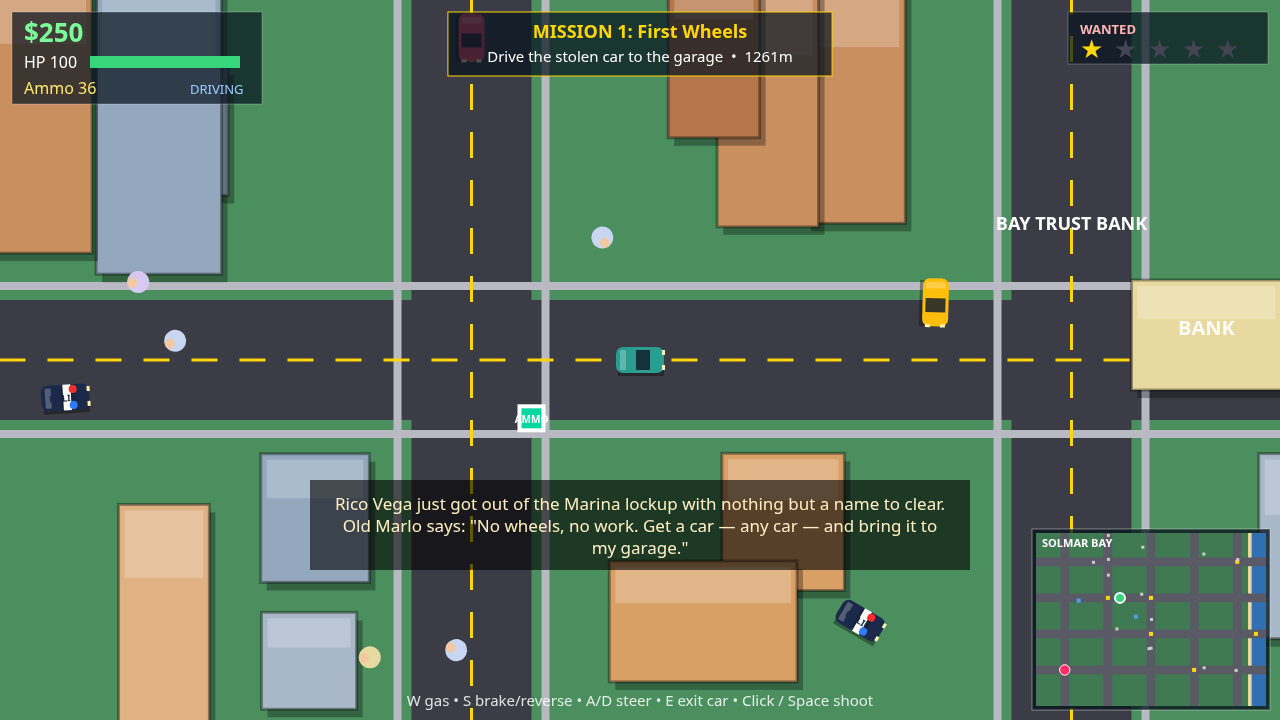 $250
HP 100
Ammo 36
DRIVING
MISSION 1: First Wheels
Drive the stolen car to the garage • 1261m
WANTED
BAY TRUST BANK
BANK
AMMO
Rico Vega just got out of the Marina lockup with nothing but a name to clear.
Old Marlo says: "No wheels, no work. Get a car — any car — and bring it to
my garage."
SOLMAR BAY
W gas • S brake/reverse • A/D steer • E exit car • Click / Space shoot